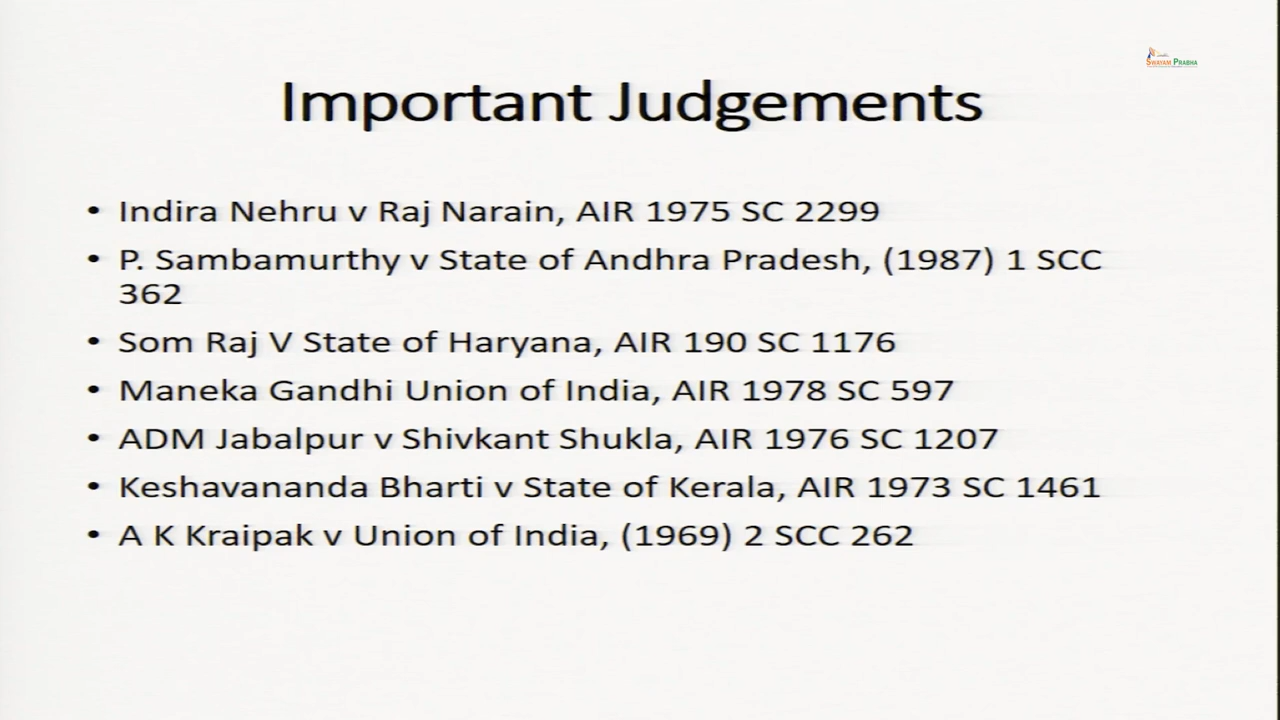 SWAYAM PRABHA
Important Judgements
• Indira Nehru v Raj Narain, AIR 1975 SC 2299
• P. Sambamurthy v State of Andhra Pradesh, (1987) 1 SCC
362
• Som Raj V State of Haryana, AIR 190 SC 1176
• Maneka Gandhi Union of India, AIR 1978 SC 597
• ADM Jabalpur v Shivkant Shukla, AIR 1976 SC 1207
• Keshavananda Bharti v State of Kerala, AIR 1973 SC 1461
• A K Kraipak v Union of India, (1969) 2 SCC 262